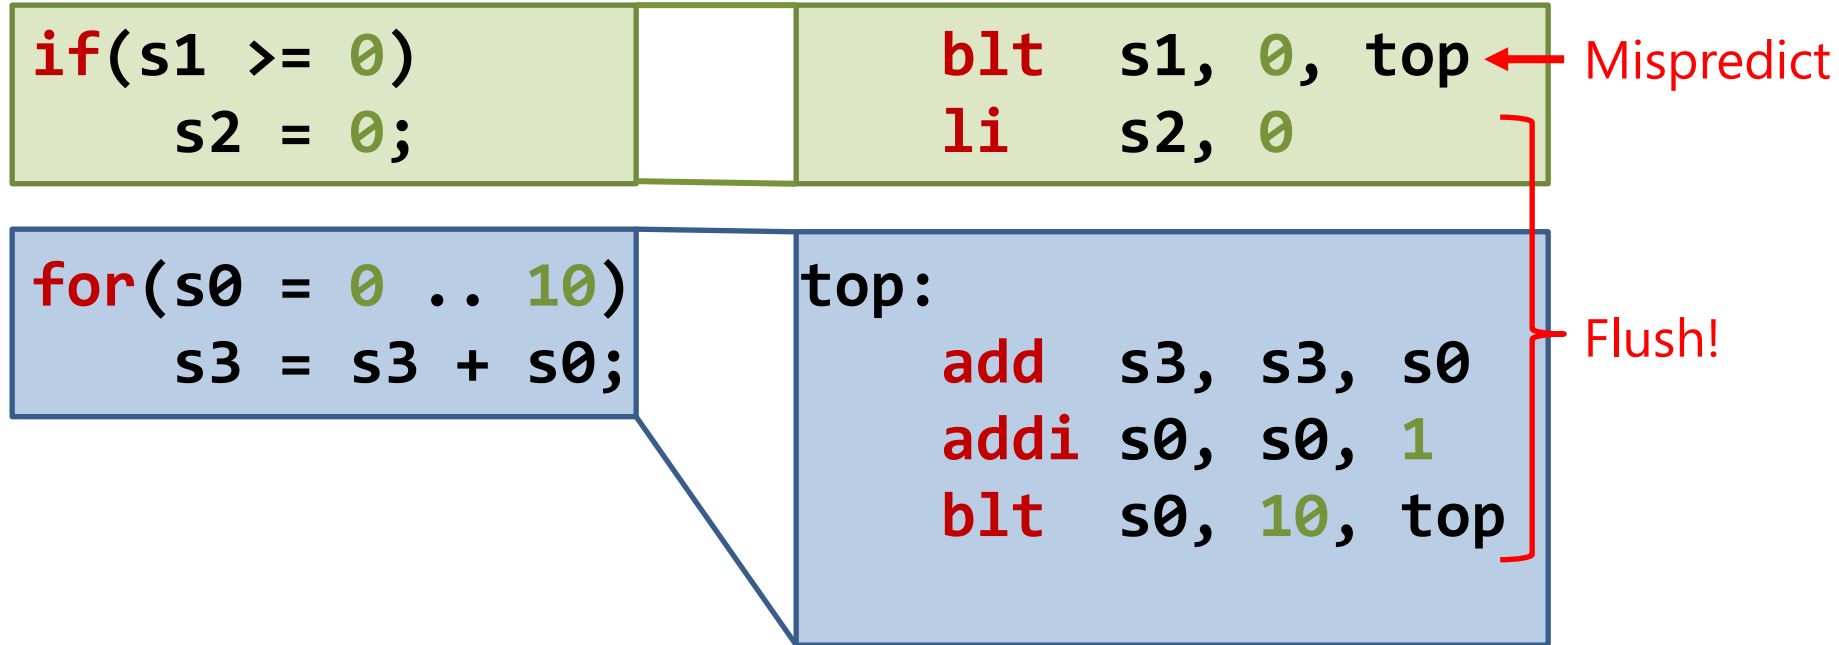 if(s1 >= 0)
    s2 = 0;
    blt  s1, 0, top
    li   s2, 0
Mispredict
for(s0 = 0 .. 10)
    s3 = s3 + s0;
top:
    add  s3, s3, s0
    addi s0, s0, 1
    blt  s0, 10, top
Flush!